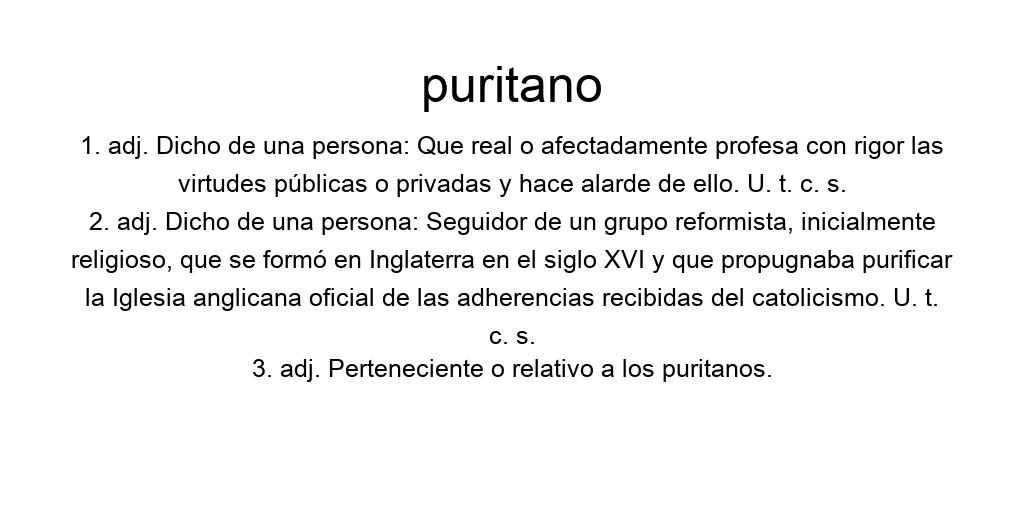 puritano
1. adj. Dicho de una persona: Que real o afectadamente profesa con rigor las
virtudes públicas o privadas y hace alarde de ello. U. t. c. s.
2. adj. Dicho de una persona: Seguidor de un grupo reformista, inicialmente
religioso, que se formó en Inglaterra en el siglo XVI y que propugnaba purificar
la Iglesia anglicana oficial de las adherencias recibidas del catolicismo. U. t.
c. s.
3. adj. Perteneciente o relativo a los puritanos.